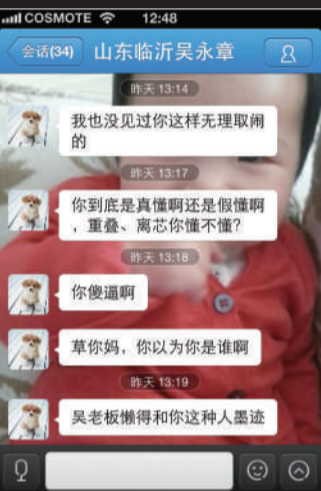 COSMOTE 12:48
会话(34) 山东临沂吴永章
昨天 13:14
我也没见过你这样无理取闹
的
昨天 13:17
你到底是真懂啊还是假懂啊
，重叠、离芯你懂不懂？
昨天 13:18
你傻逼啊
草你妈，你以为你是谁啊
昨天 13:19
吴老板懒得和你这种人墨迹